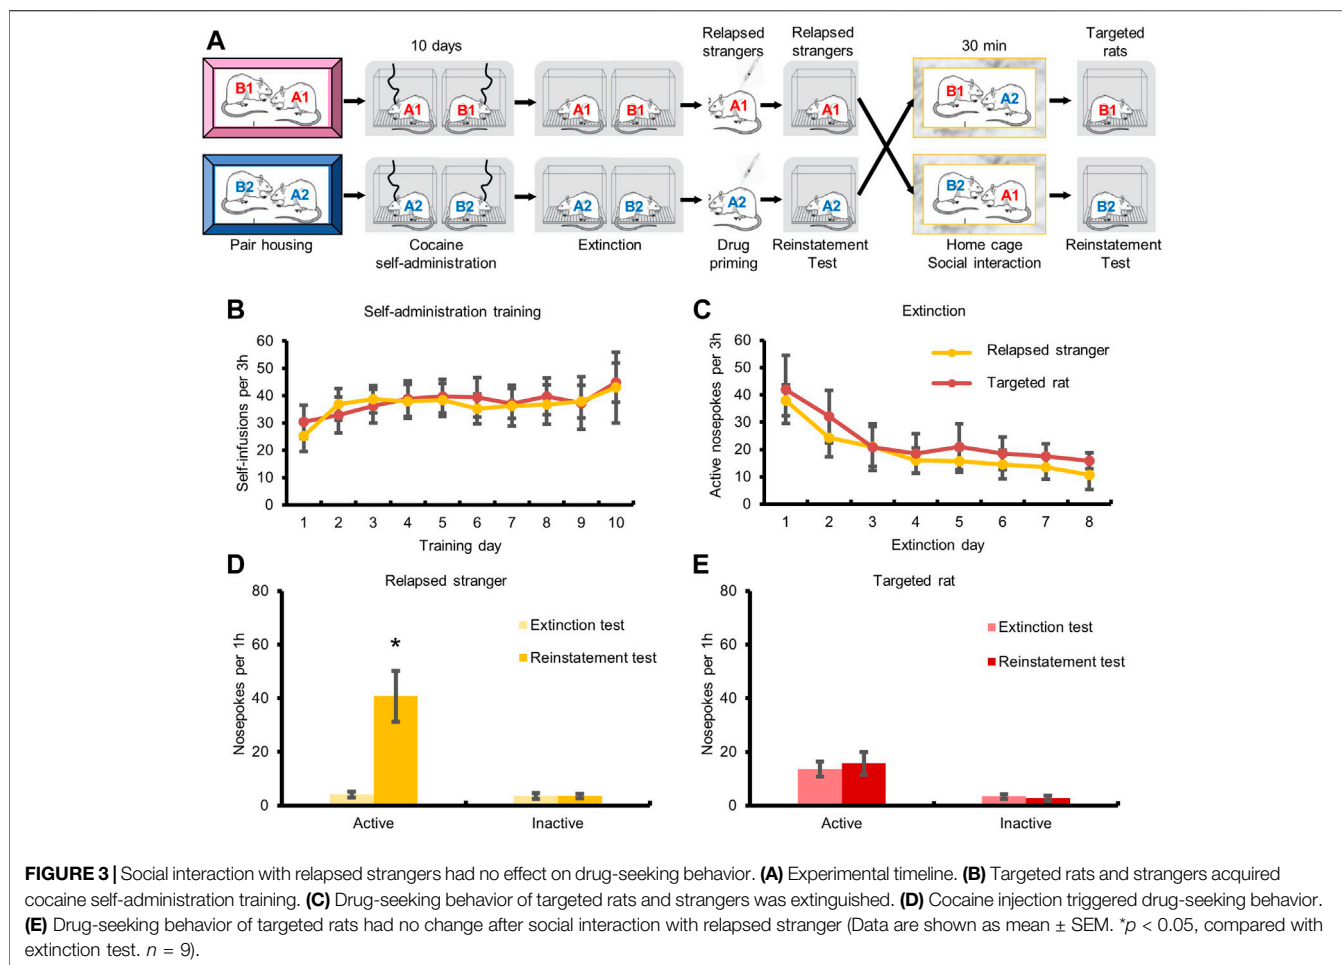 A
10 days
Relapsed strangers
Relapsed strangers
30 min
Targeted rats
B1 A1
A1 B1
A1 B1
A1
A1
B1 A2
B1
B2 A2
A2 B2
A2 B2
A2
A2
B2 A1
B2
Pair housing
Cocaine self-administration
Extinction
Drug priming
Reinstatement Test
Home cage Social interaction
Reinstatement Test
B
Self-administration training
Self-infusions per 3h
60
50
40
30
20
10
0
1 2 3 4 5 6 7 8 9 10
Training day
C
Extinction
Relapsed stranger
Targeted rat
Active nosepokes per 3h
60
50
40
30
20
10
0
1 2 3 4 5 6 7 8
Extinction day
D
Relapsed stranger
Extinction test
Reinstatement test
Nosepokes per 1h
80
60
40
20
0
*
Active Inactive
E
Targeted rat
Extinction test
Reinstatement test
Nosepokes per 1h
80
60
40
20
0
Active Inactive
FIGURE 3 | Social interaction with relapsed strangers had no effect on drug-seeking behavior. (A) Experimental timeline. (B) Targeted rats and strangers acquired
cocaine self-administration training. (C) Drug-seeking behavior of targeted rats and strangers was extinguished. (D) Cocaine injection triggered drug-seeking behavior.
(E) Drug-seeking behavior of targeted rats had no change after social interaction with relapsed stranger (Data are shown as mean ± SEM. *p < 0.05, compared with
extinction test. n = 9).